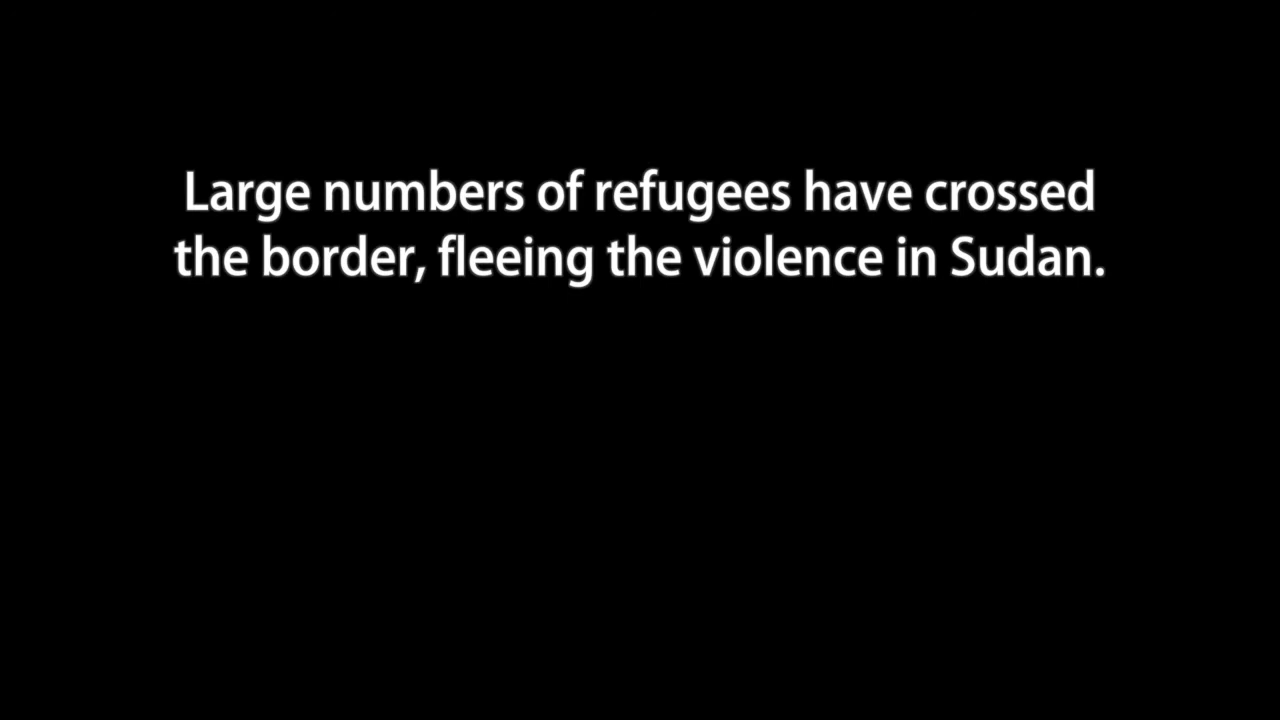 Large numbers of refugees have crossed
the border, fleeing the violence in Sudan.